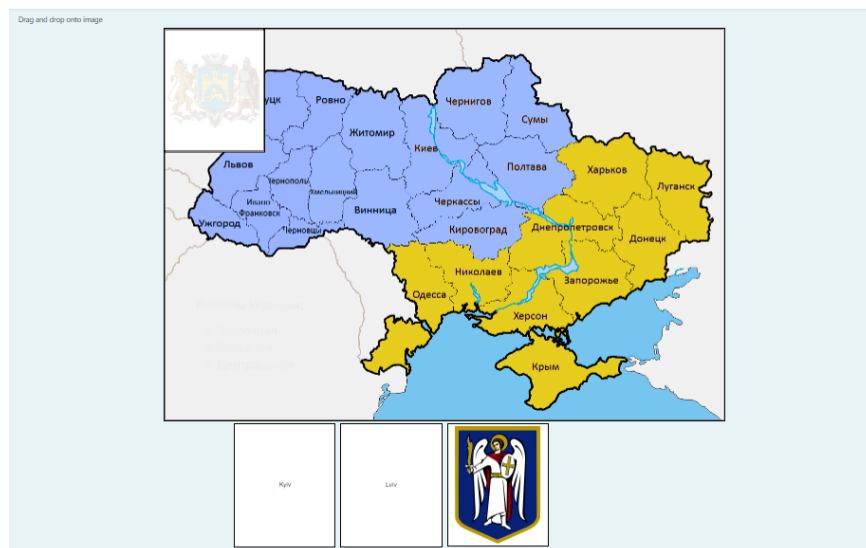 Drag and drop onto image
уцк
Ровно
Чернигов
Сумы
Житомир
Киев
Львов
Полтава
Харьков
Луганск
Тернополь
Хмельницкий
Ивано
Франковск
Винница
Черкассы
Ужгород
Черновцы
Кировоград
Днепропетровск
Донецк
Николаев
Запорожье
Одесса
Херсон
Крым
Kyiv
Lviv